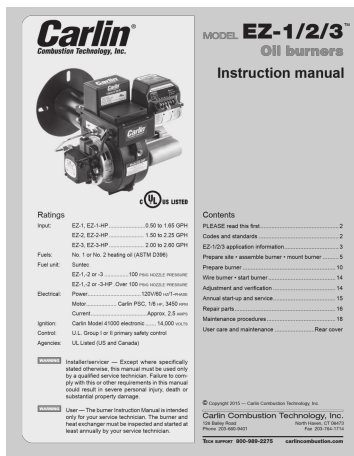 Carlin®
Combustion Technology, Inc.
MODEL EZ-1/2/3™
Oil burners
Instruction manual
Carlin
C UL US LISTED
Ratings
Input: EZ-1, EZ-1-HP ........................ 0.50 to 1.65 GPH
EZ-2, EZ-2-HP ........................ 1.50 to 2.25 GPH
EZ-3, EZ-3-HP ........................ 2.00 to 2.60 GPH
Fuels: No. 1 or No. 2 heating oil (ASTM D396)
Fuel unit: Suntec
EZ-1,-2 or -3 ............... 100 PSIG NOZZLE PRESSURE
EZ-1,-2 or -3-HP .Over 100 PSIG NOZZLE PRESSURE
Electrical: Power ........................ 120V/60 HZ/1-PHASE
Motor ............... Carlin PSC, 1/6 HP, 3450 RPM
Current ........................ Approx. 2.5 AMPS
Ignition: Carlin Model 41000 electronic ........ 14,000 VOLTS
Control: U.L. Group I or II primary safety control
Agencies: UL Listed (US and Canada)
WARNING Installer/servicer — Except where specifically
stated otherwise, this manual must be used only
by a qualified service technician. Failure to com-
ply with this or other requirements in this manual
could result in severe personal injury, death or
substantial property damage.
WARNING User — The burner Instruction Manual is intended
only for your service technician. The burner and
heat exchanger must be inspected and started at
least annually by your service technician.
Contents
PLEASE read this first ........................ 2
Codes and standards ........................ 2
EZ-1/2/3 application information ........................ 3
Prepare site • assemble burner • mount burner ........ 5
Prepare burner ........................ 10
Wire burner • start burner ........................ 14
Adjustment and verification ........................ 14
Annual start-up and service ........................ 15
Repair parts ........................ 16
Maintenance procedures ........................ 18
User care and maintenance ........................ Rear cover
© Copyright 2015 — Carlin Combustion Technology, Inc.
Carlin Combustion Technology, Inc.
126 Bailey Road North Haven, CT 06473
Phone 203-680-9401 Fax 203-764-1714
TECH SUPPORT 800-989-2275 carlincombustion.com